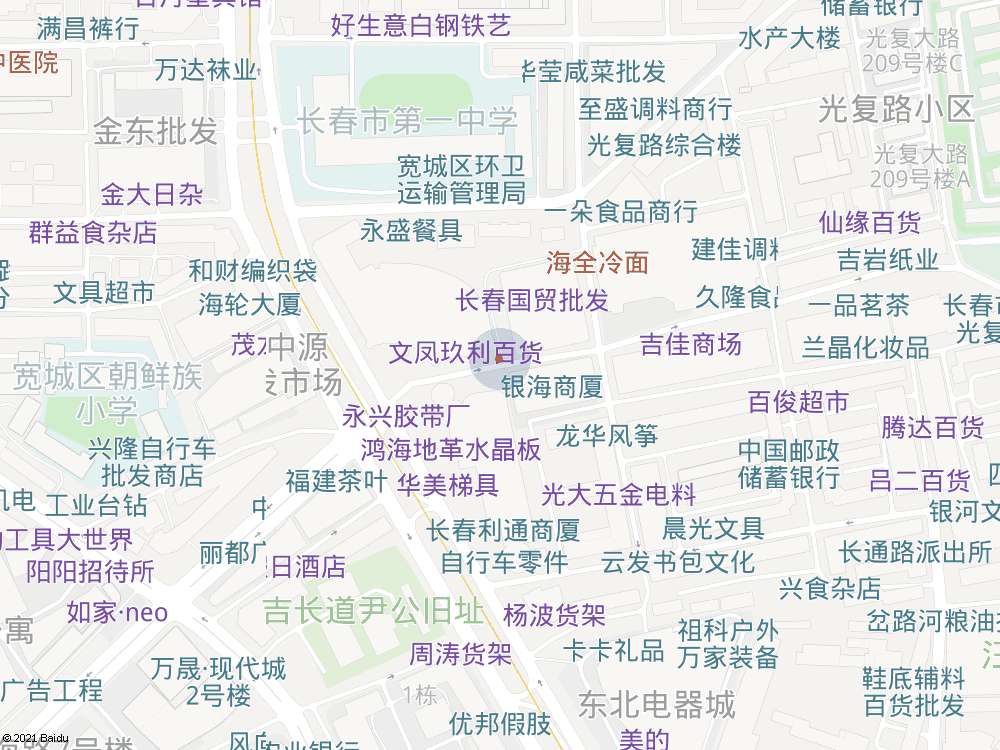 满昌裤行
好生意白钢铁艺
储蓄银行
水产大楼
光复大路
209号楼C
中医院
万达袜业
华莹咸菜批发
至盛调料商行
光复路小区
长春市第一中学
金东批发
光复路综合楼
光复大路
209号楼A
宽城区环卫
运输管理局
金大日杂
一朵食品商行
仙缘百货
群益食杂店
永盛餐具
建佳调料
海全冷面
吉岩纸业
和财编织袋
文具超市
海轮大厦
长春国贸批发
久隆食品
一品茗茶
长春市
光复
中源
发市场
文凤玖利百货
吉佳商场
兰晶化妆品
宽城区朝鲜族
小学
银海商厦
百俊超市
永兴胶带厂
腾达百货
兴隆自行车
批发商店
鸿海地革水晶板
龙华风筝
中国邮政
储蓄银行
福建茶叶
华美梯具
光大五金电料
吕二百货
机电
工业台钻
银河文
长春利通商厦
晨光文具
工具大世界
丽都广
自行车零件
云发书包文化
长通路派出所
阳阳招待所
日酒店
兴食杂店
如家·neo
吉长道尹公旧址
杨波货架
岔路河粮油
寓
祖科户外
万家装备
周涛货架
卡卡礼品
万晟·现代城
2号楼
广告工程
1栋
鞋底辅料
百货批发
东北电器城
优邦假肢
美的
© 2021 Baidu